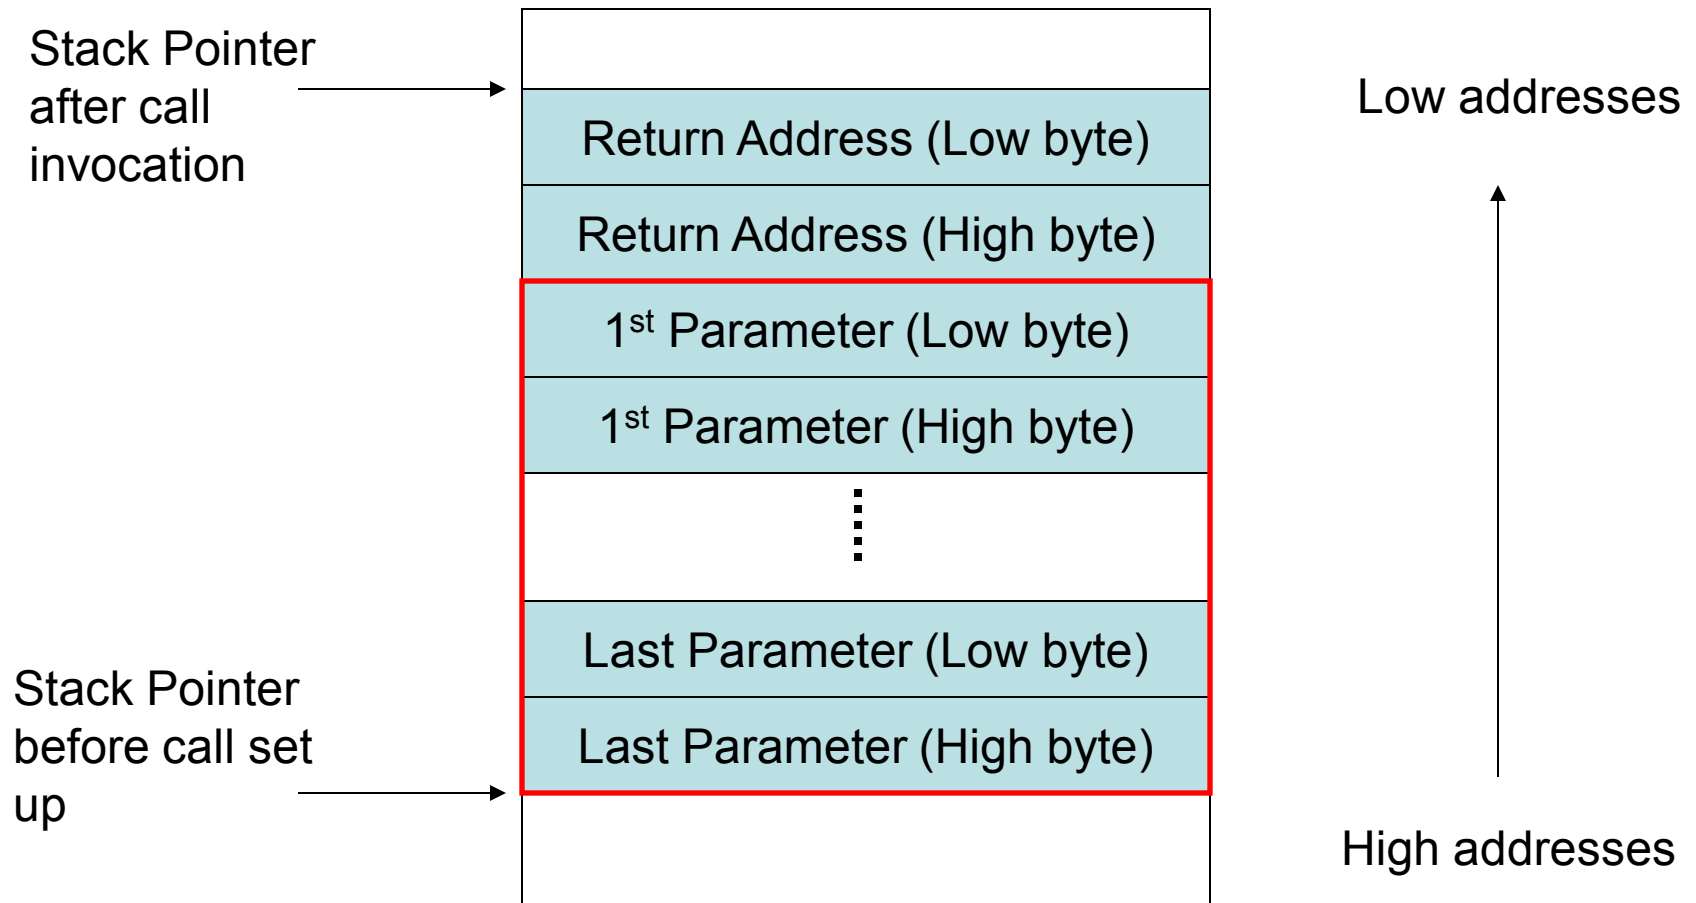 Stack Pointer
after call
invocation
Low addresses
Return Address (Low byte)
Return Address (High byte)
1st Parameter (Low byte)
1st Parameter (High byte)
Last Parameter (Low byte)
Last Parameter (High byte)
Stack Pointer
before call set
up
High addresses